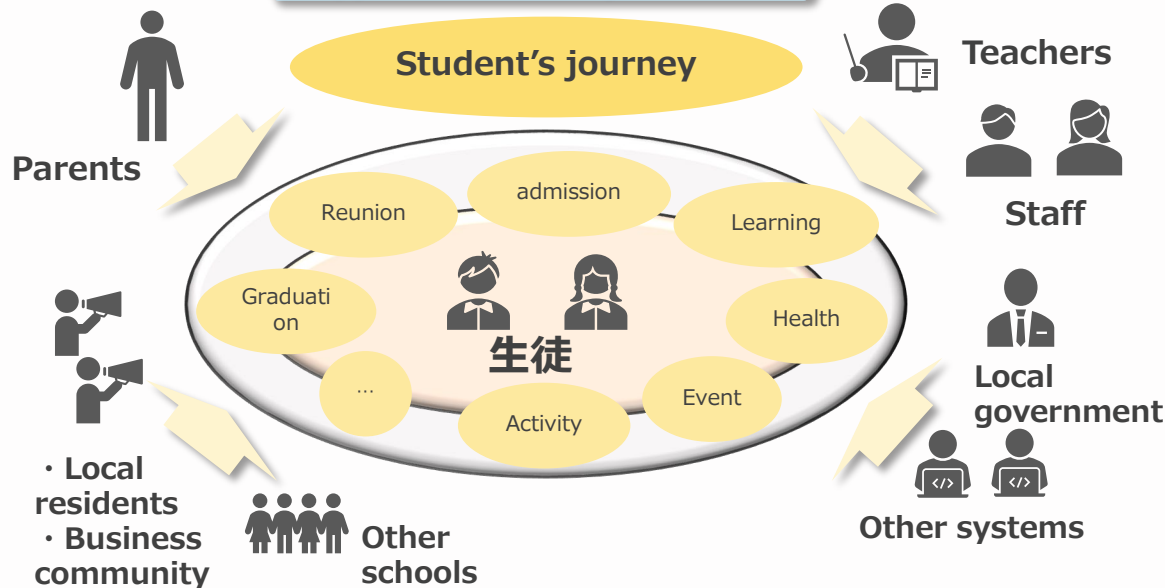 Student’s journey
Teachers
Parents
Staff
Reunion
admission
Learning
Graduati
on
Health
生徒
…
Activity
Event
Local
government
・Local
residents
・Business
community
Other
schools
Other systems
</>
</>